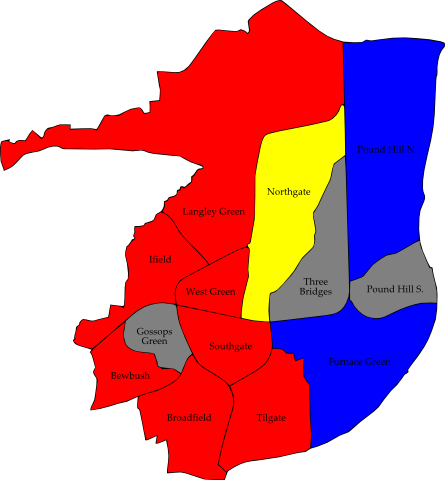 Pound Hill N.
Northgate
Langley Green
Ifield
Three
Bridges
West Green
Pound Hill S.
Gossops
Green
Southgate
Furnace Green
Bewbush
Broadfield
Tilgate